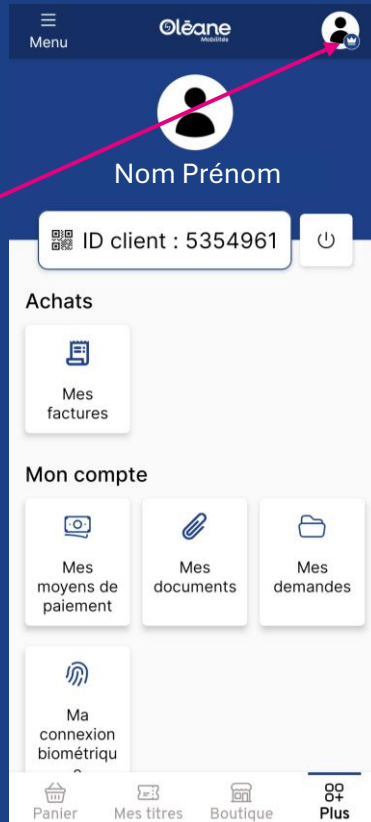 Menu
Oléane
Mobilités
Nom Prénom
ID client : 5354961
Achats
Mes
factures
Mon compte
Mes
moyens de
paiement
Mes
documents
Mes
demandes
Ma
connexion
biométriqu
Panier
Mes titres
Boutique
Plus